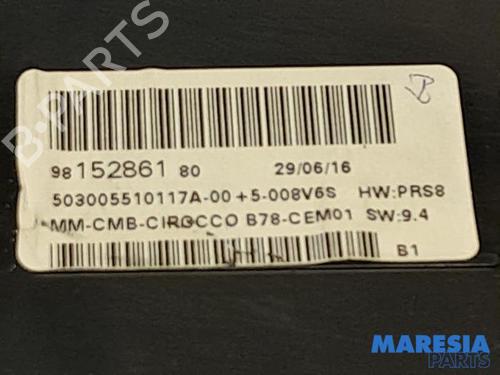 98 152861 80 29/06/16
503005510117A-00+5-008V6S HW:PRS8
MM-CMB-CIROCCO B78-CEM01 SW:9.4
B1
B-PARTS
MARESIA
PARTS